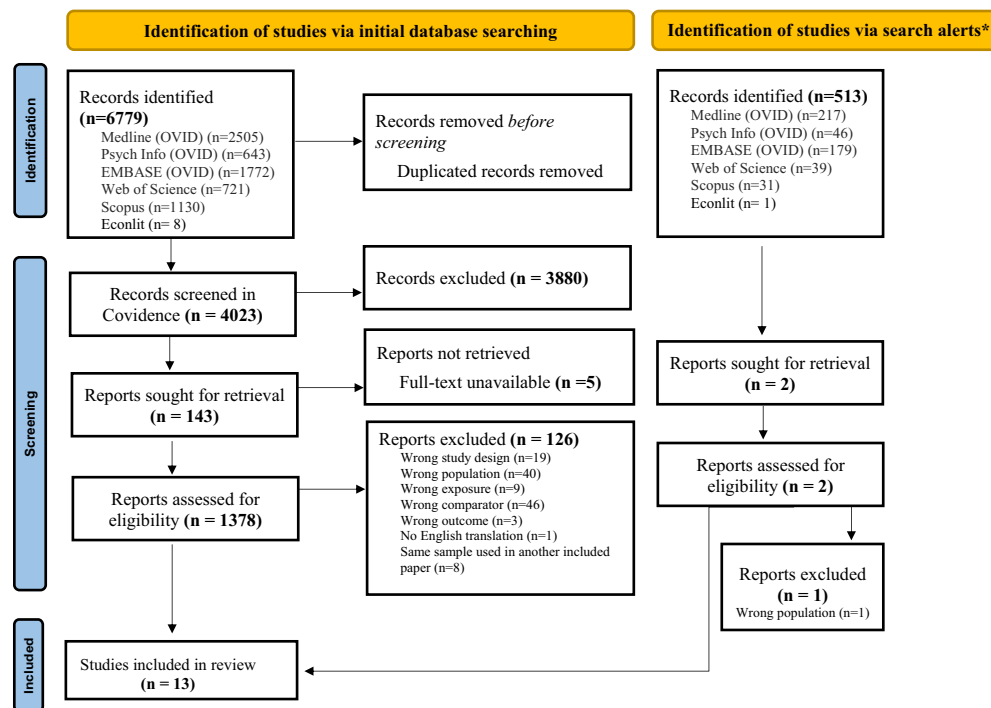 Identification of studies via initial database searching
Identification of studies via search alerts*
Identification
Records identified
(n=6779)
Medline (OVID) (n=2505)
Psych Info (OVID) (n=643)
EMBASE (OVID) (n=1772)
Web of Science (n=721)
Scopus (n=1130)
Econlit (n= 8)
Records removed before
screening
Duplicated records removed
Records identified (n=513)
Medline (OVID) (n=217)
Psych Info (OVID) (n=46)
EMBASE (OVID) (n=179)
Web of Science (n=39)
Scopus (n=31)
Econlit (n= 1)
Screening
Records screened in
Covidence (n = 4023)
Records excluded (n = 3880)
Reports sought for retrieval
(n = 143)
Reports not retrieved
Full-text unavailable (n =5)
Reports sought for retrieval
(n = 2)
Reports assessed for
eligibility (n = 1378)
Reports excluded (n = 126)
Wrong study design (n=19)
Wrong population (n=40)
Wrong exposure (n=9)
Wrong comparator (n=46)
Wrong outcome (n=3)
No English translation (n=1)
Same sample used in another included
paper (n=8)
Reports assessed for
eligibility (n = 2)
Reports excluded
(n = 1)
Wrong population (n=1)
Included
Studies included in review
(n = 13)